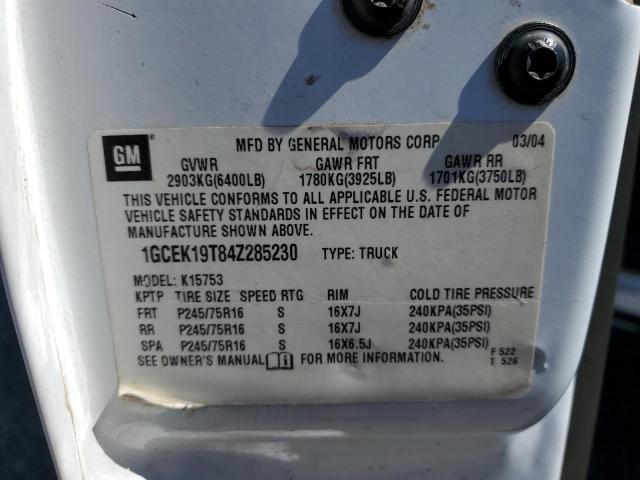 GM
MFD BY GENERAL MOTORS CORP 03/04
GVWR GAWR FRT GAWR RR
2903KG(6400LB) 1780KG(3925LB) 1701KG(3750LB)
THIS VEHICLE CONFORMS TO ALL APPLICABLE U.S. FEDERAL MOTOR
VEHICLE SAFETY STANDARDS IN EFFECT ON THE DATE OF
MANUFACTURE SHOWN ABOVE.
1GCEK19T84Z285230 TYPE: TRUCK
MODEL: K15753
KPTP TIRE SIZE SPEED RTG RIM COLD TIRE PRESSURE
FRT P245/75R16 S 16X7J 240KPA(35PSI)
RR P245/75R16 S 16X7J 240KPA(35PSI)
SPA P245/75R16 S 16X6.5J 240KPA(35PSI)
SEE OWNER'S MANUAL FOR MORE INFORMATION.
F 522
T 526